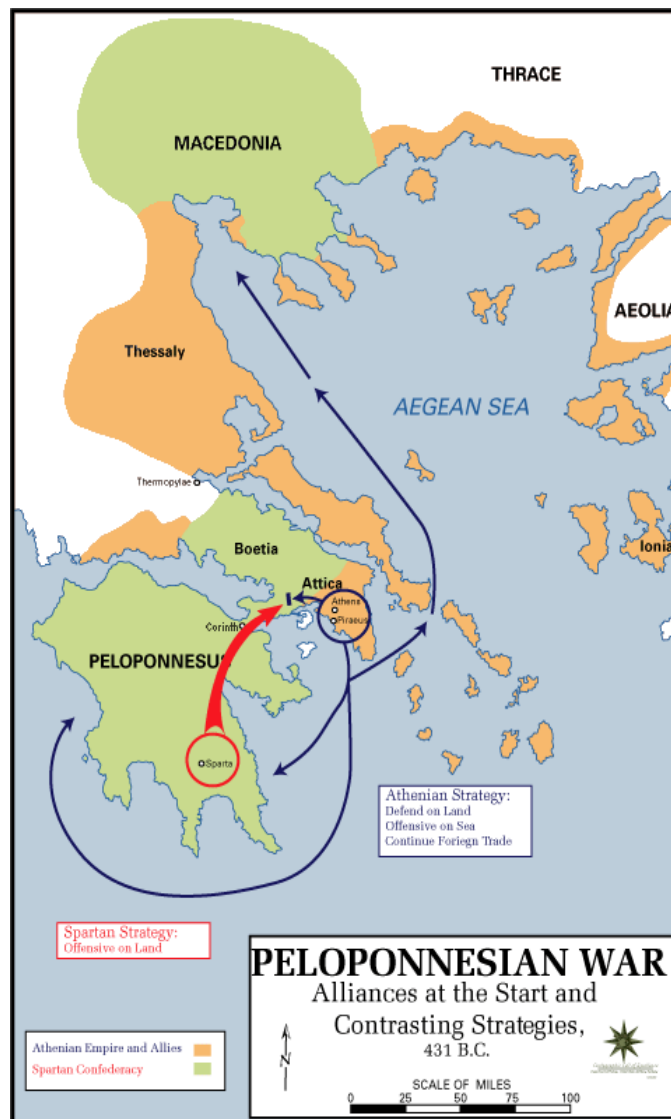 THRACE
MACEDONIA
AEOLIA
Thessaly
AEGEAN SEA
Thermopylae
Boetia
Ionia
Attica
Athens
Piraeus
Corinth
PELOPONNESUS
Sparta
Athenian Strategy:
Defend on Land
Offensive on Sea
Continue Foriegn Trade
Spartan Strategy:
Offensive on Land
PELOPONNESIAN WAR
Alliances at the Start and
Contrasting Strategies,
431 B.C.
N
Athenian Empire and Allies
Spartan Confederacy
SCALE OF MILES
0 25 50 75 100